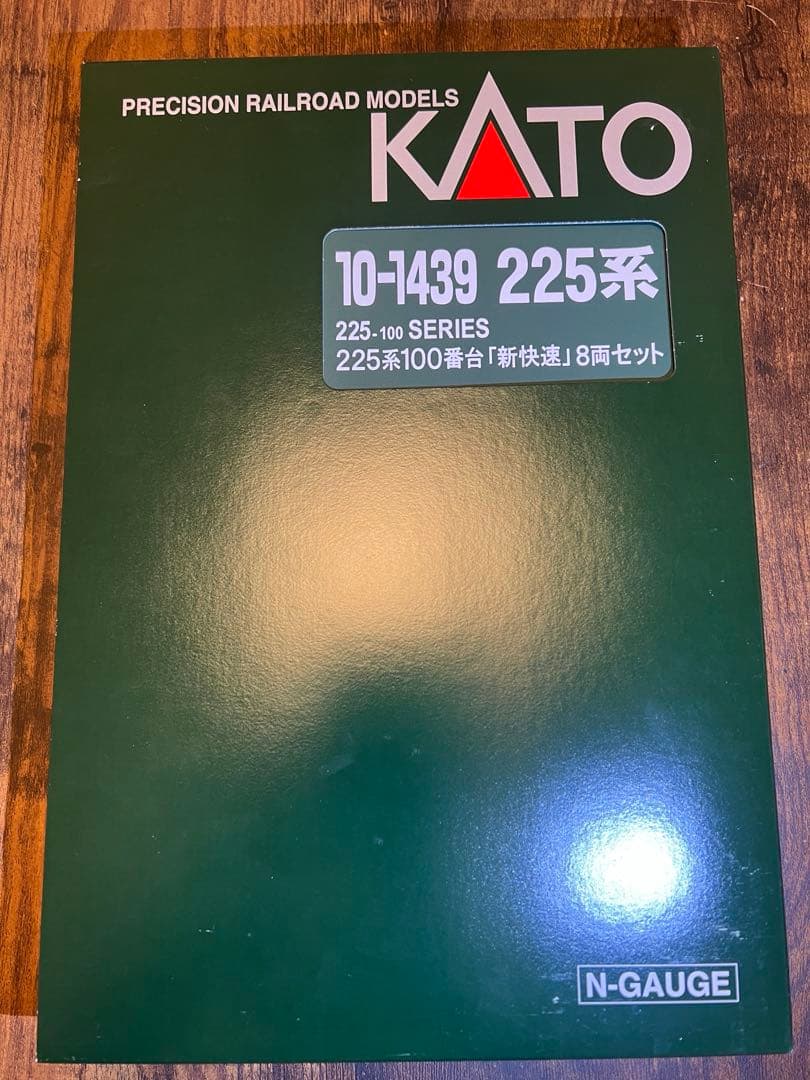 PRECISION RAILROAD MODELS
KATO
10-1439 225系
225-100 SERIES
225系100番台「新快速」8両セット
N-GAUGE